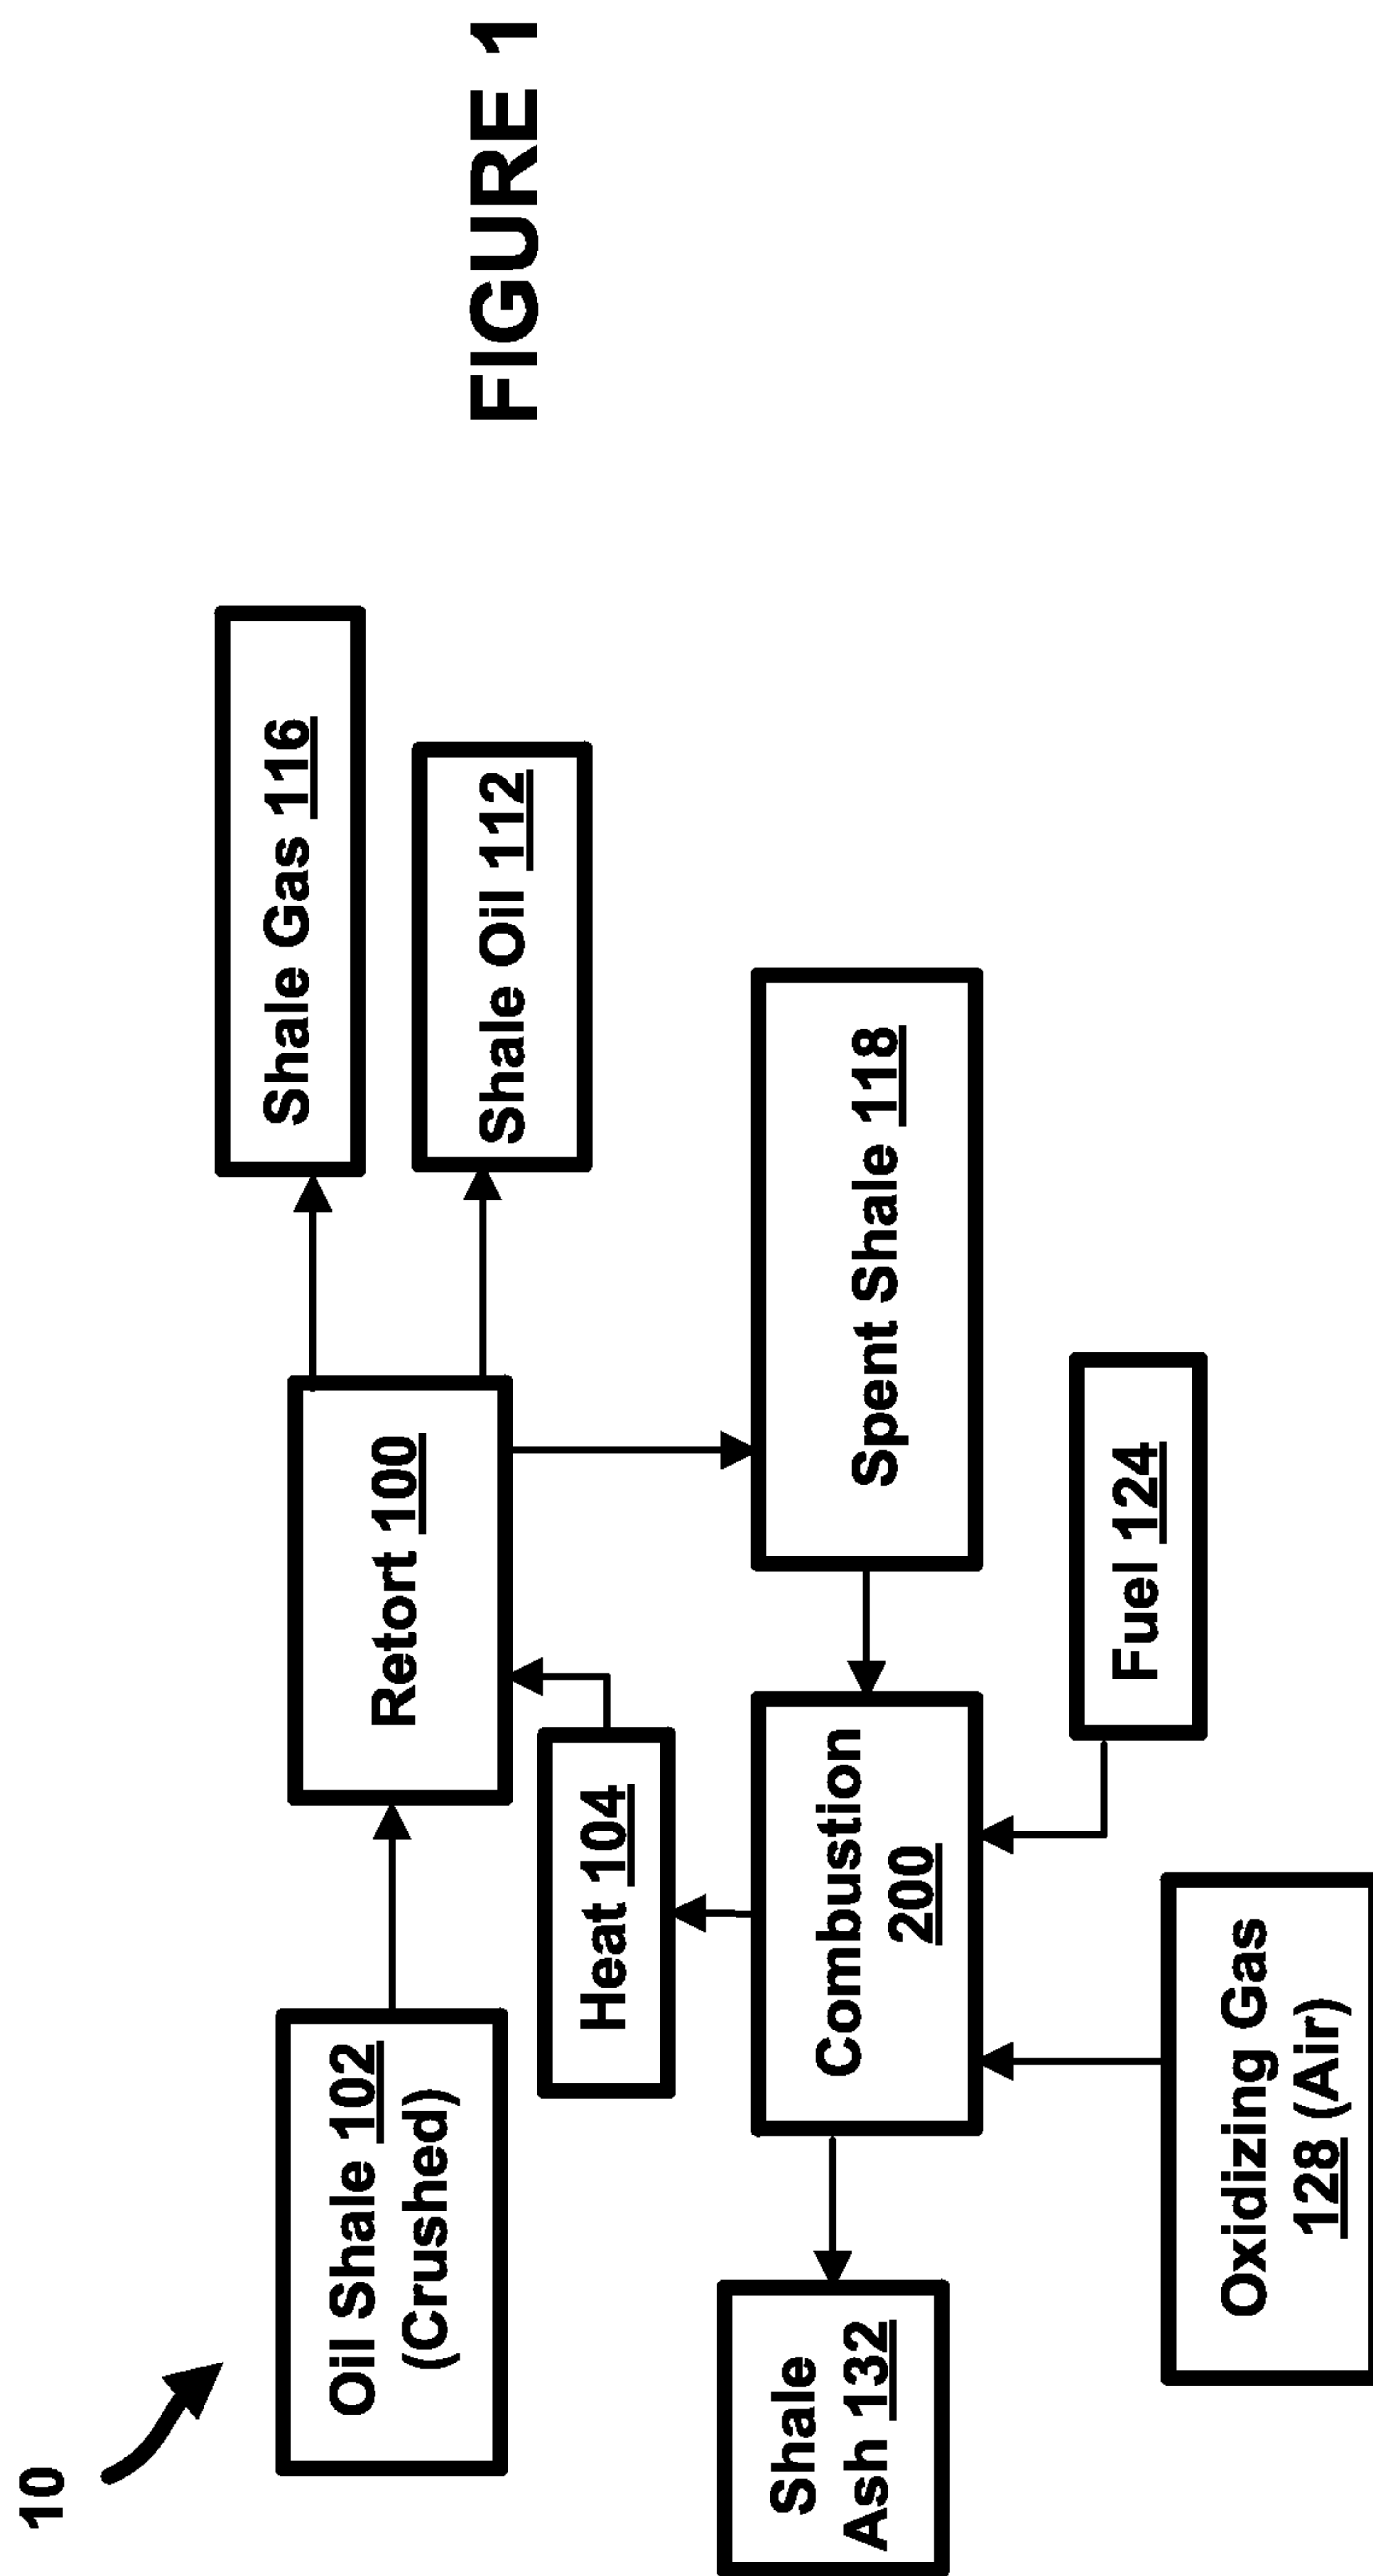 10
Oil Shale 102
(Crushed)
Retort 100
Shale Gas 116
Shale Oil 112
Heat 104
Shale
Ash 132
Combustion
200
Spent Shale 118
Oxidizing Gas
128 (Air)
Fuel 124
FIGURE 1